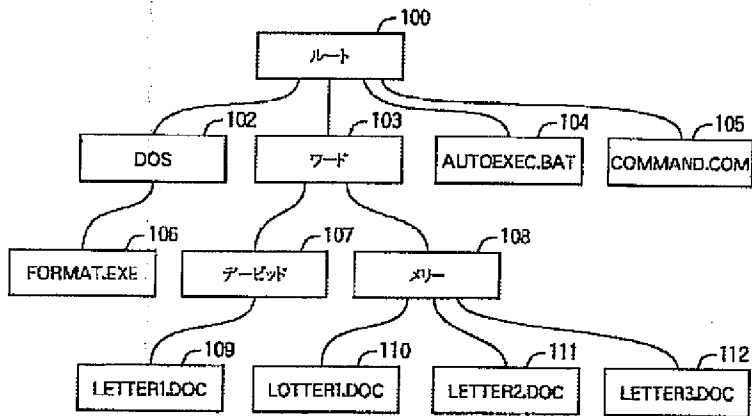 100
ルート
102
103
104
105
DOS
ワード
AUTOEXEC.BAT
COMMAND.COM
106
107
108
FORMAT.EXE
デービッド
メリー
109
110
111
112
LETTER1.DOC
LOTTER1.DOC
LETTER2.DOC
LETTER3.DOC